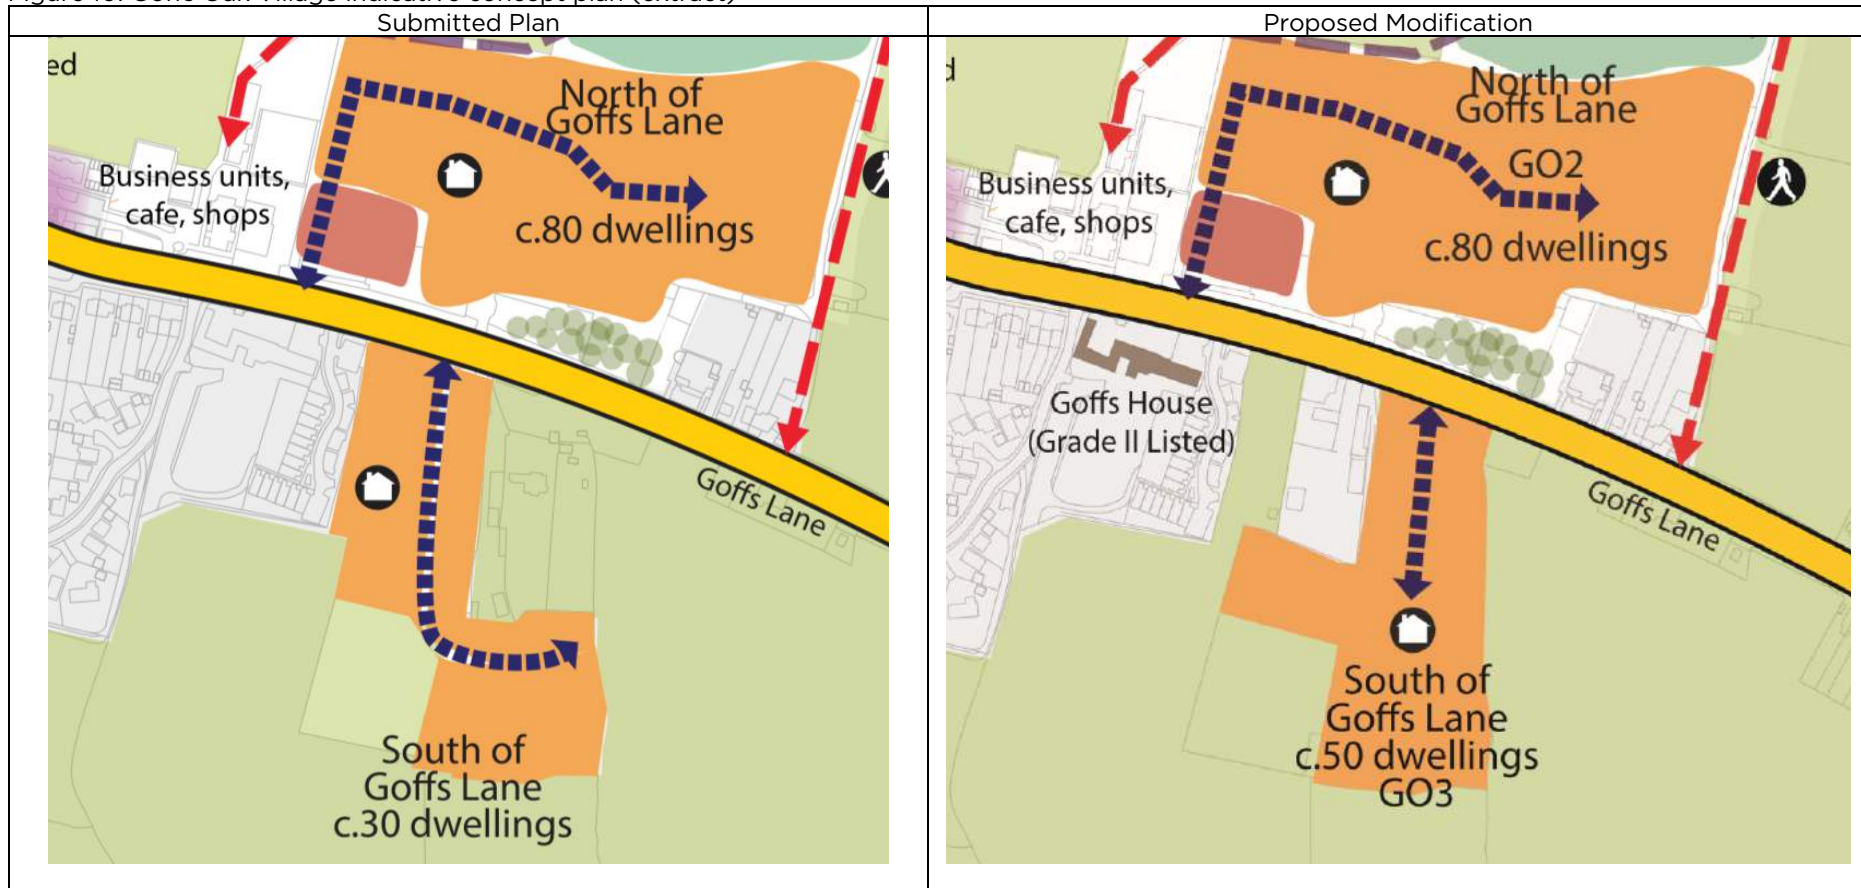 Submitted Plan
Proposed Modification
ed
North of
Goffs Lane
Business units,
cafe, shops
c.80 dwellings
Goffs Lane
South of
Goffs Lane
c.30 dwellings
d
North of
Goffs Lane
GO2
Business units,
cafe, shops
c.80 dwellings
Goffs House
(Grade II Listed)
Goffs Lane
South of
Goffs Lane
c.50 dwellings
GO3